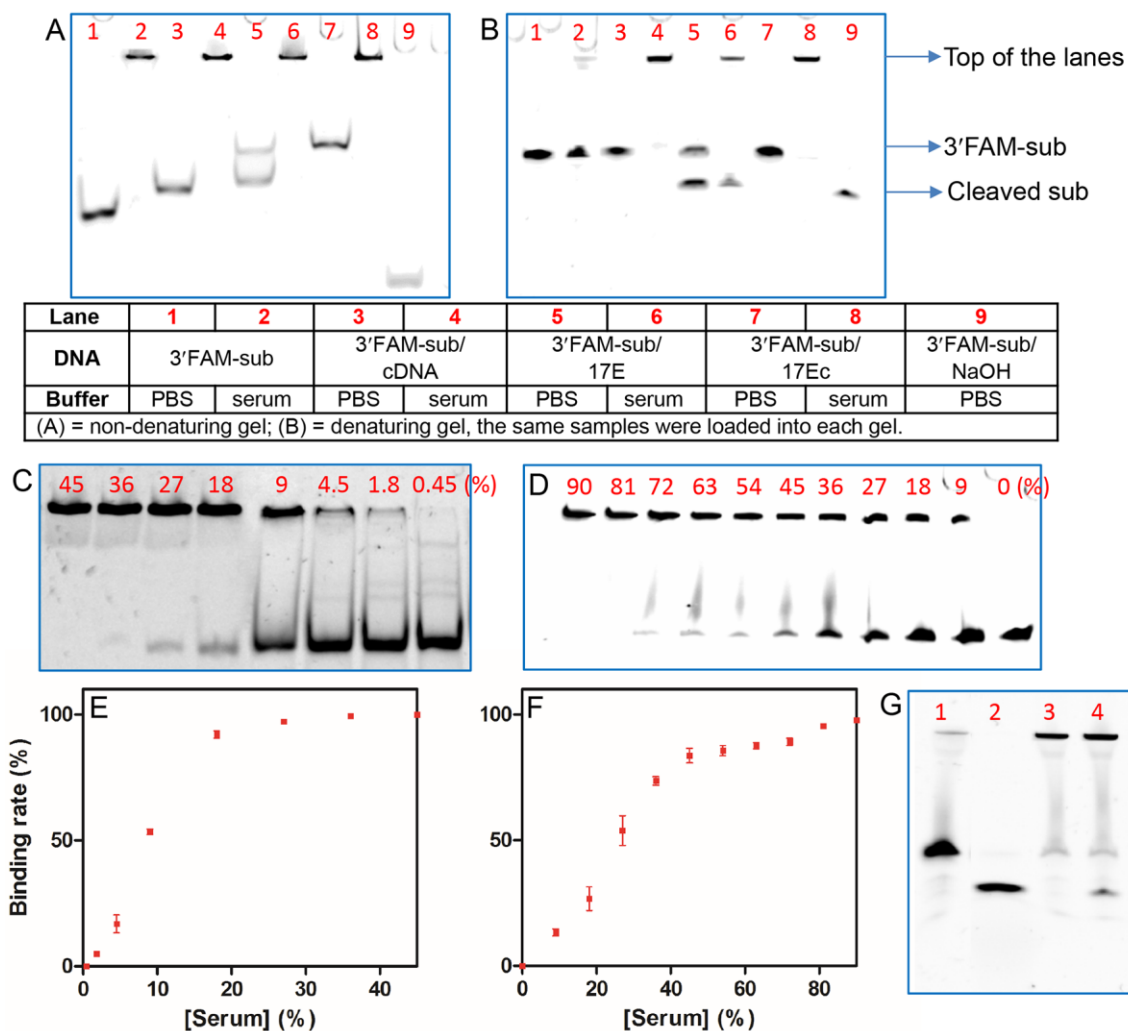 A
1 2 3 4 5 6 7 8 9
B
1 2 3 4 5 6 7 8 9
Top of the lanes
3′FAM-sub
Cleaved sub
Lane 1 2 3 4 5 6 7 8 9
DNA 3′FAM-sub 3′FAM-sub/ cDNA 3′FAM-sub/ 17E 3′FAM-sub/ 17Ec 3′FAM-sub/ NaOH
Buffer PBS serum PBS serum PBS serum PBS serum PBS
(A) = non-denaturing gel; (B) = denaturing gel, the same samples were loaded into each gel.
C
45 36 27 18 9 4.5 1.8 0.45 (%)
D
90 81 72 63 54 45 36 27 18 9 0 (%)
E
Binding rate (%)
100
50
0
0 10 20 30 40
[Serum] (%)
F
100
50
0
0 20 40 60 80
[Serum] (%)
G
1 2 3 4